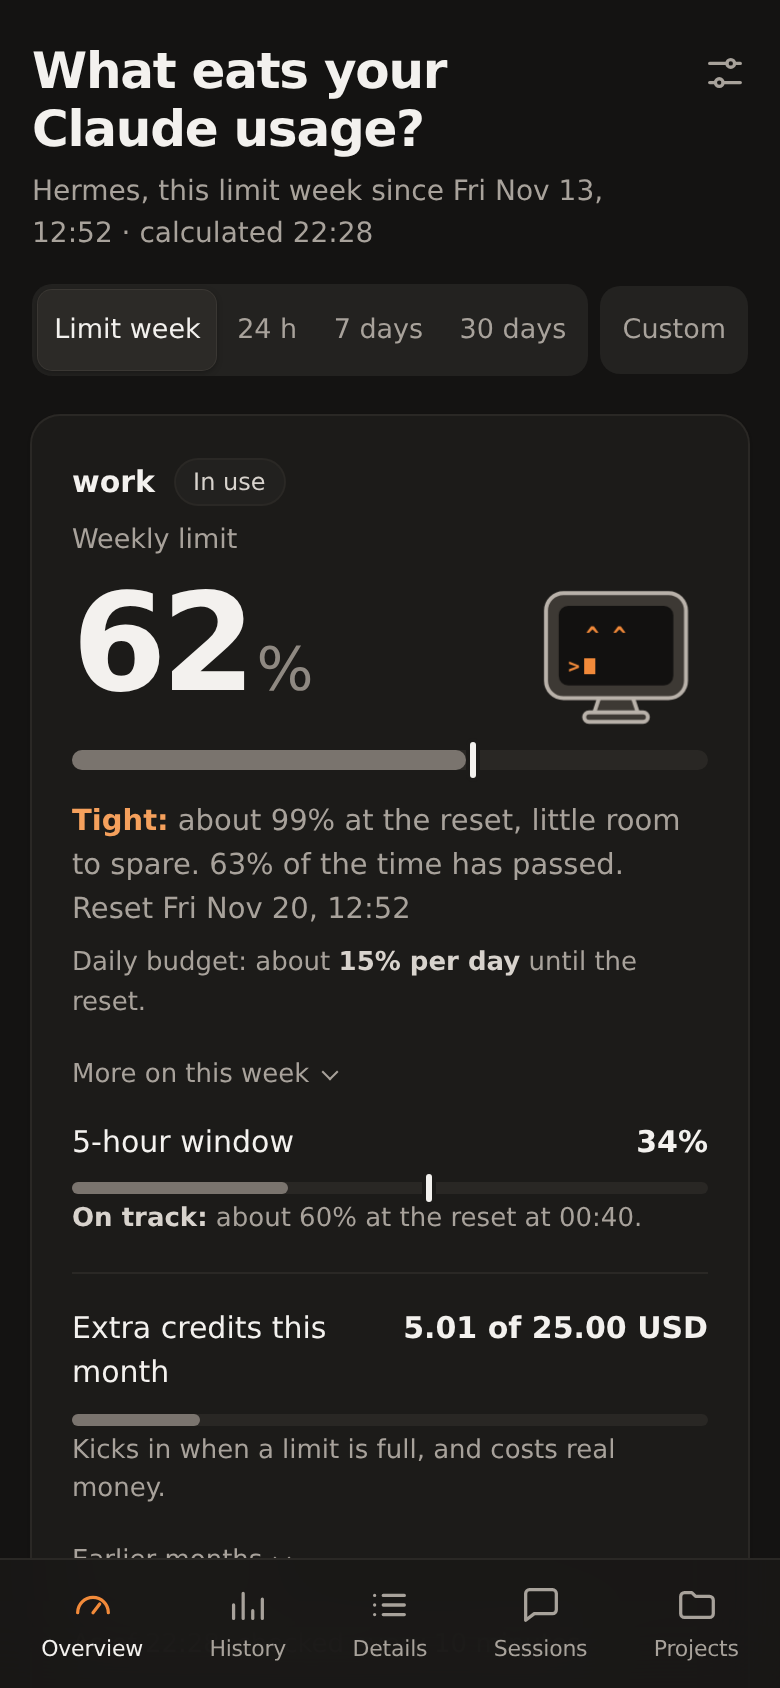 What eats your
Claude usage?
Hermes, this limit week since Fri Nov 13,
12:52 · calculated 22:28
Limit week 24 h 7 days 30 days Custom
work In use
Weekly limit
62 %
^ ^
>
Tight: about 99% at the reset, little room
to spare. 63% of the time has passed.
Reset Fri Nov 20, 12:52
Daily budget: about 15% per day until the
reset.
More on this week
5-hour window 34%
On track: about 60% at the reset at 00:40.
Extra credits this 5.01 of 25.00 USD
month
Kicks in when a limit is full, and costs real
money.
Earlier months
Overview History Details Sessions Projects